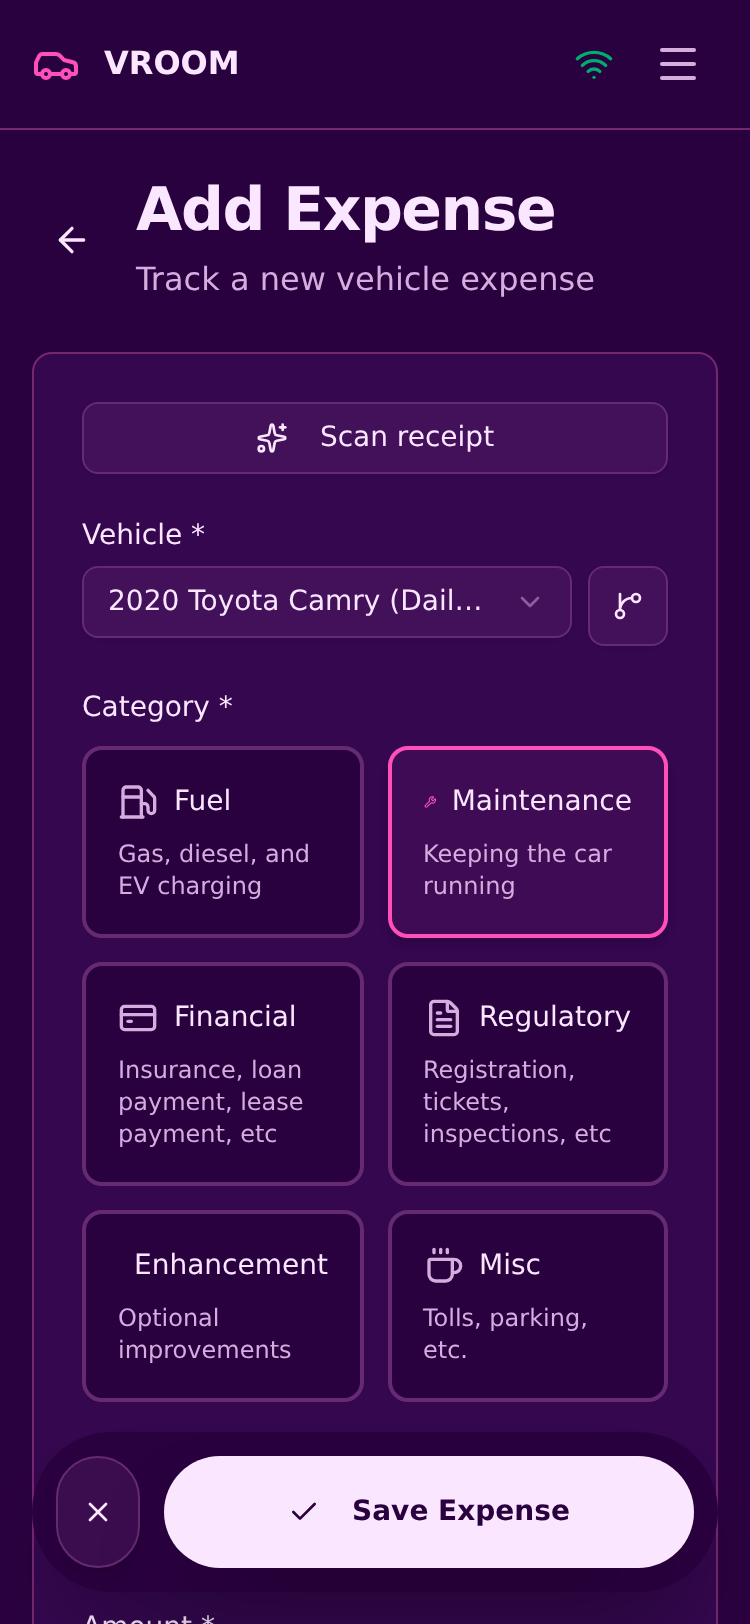 VROOM
Add Expense
Track a new vehicle expense
Scan receipt
Vehicle *
2020 Toyota Camry (Dail...
Category *
Fuel
Gas, diesel, and
EV charging
Maintenance
Keeping the car
running
Financial
Insurance, loan
payment, lease
payment, etc
Regulatory
Registration,
tickets,
inspections, etc
Enhancement
Optional
improvements
Misc
Tolls, parking,
etc.
Save Expense
Amount *